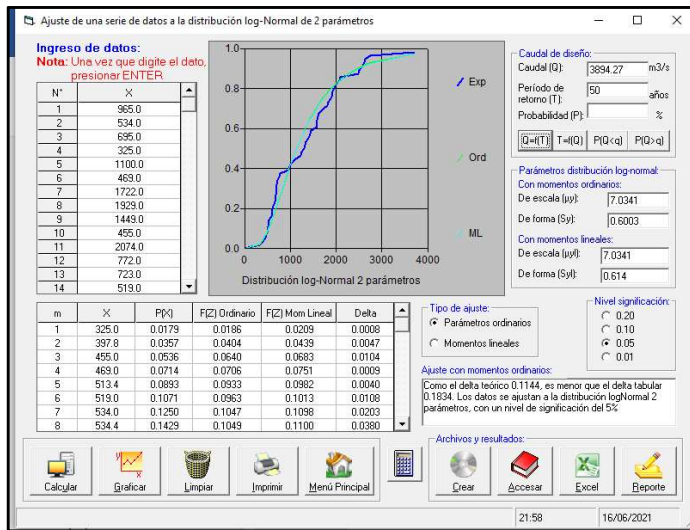 Ajuste de una serie de datos a la distribución log-Normal de 2 parámetros
Ingreso de datos:
Nota: Una vez que digite el dato, presionar ENTER
N° X
1 965.0
2 534.0
3 695.0
4 325.0
5 1100.0
6 469.0
7 1722.0
8 1929.0
9 1449.0
10 455.0
11 2074.0
12 772.0
13 723.0
14 519.0
1.0
0.8
0.6
0.4
0.2
0.0
0 1000 2000 3000 4000
Distribución log-Normal 2 parámetros
Exp
Ord
ML
Caudal de diseño:
Caudal (Q): 3894.27 m3/s
Período de retorno (T): 50 años
Probabilidad (P): %
Q=f(T) T=f(Q) P(Q<q) P(Q>q)
Parámetros distribución log-normal:
Con momentos ordinarios:
De escala (μy): 7.0341
De forma (Sy): 0.6003
Con momentos lineales:
De escala (μyl): 7.0341
De forma (Syl): 0.614
m X P(X) F(Z) Ordinario F(Z) Mom Lineal Delta
1 325.0 0.0179 0.0186 0.0209 0.0008
2 397.8 0.0357 0.0404 0.0439 0.0047
3 455.0 0.0536 0.0640 0.0683 0.0104
4 469.0 0.0714 0.0706 0.0751 0.0009
5 513.4 0.0893 0.0933 0.0982 0.0040
6 519.0 0.1071 0.0963 0.1013 0.0108
7 534.0 0.1250 0.1047 0.1098 0.0203
8 534.4 0.1429 0.1049 0.1100 0.0380
Tipo de ajuste:
Parámetros ordinarios
Momentos lineales
Nivel significación:
0.20
0.10
0.05
0.01
Ajuste con momentos ordinarios:
Como el delta teórico 0.1144, es menor que el delta tabular
0.1834. Los datos se ajustan a la distribución logNormal 2
parámetros, con un nivel de significación del 5%
Calcular
Graficar
Limpiar
Imprimir
Menú Principal
Archivos y resultados:
Crear
Accesar
Excel
Reporte
21:58 16/06/2021